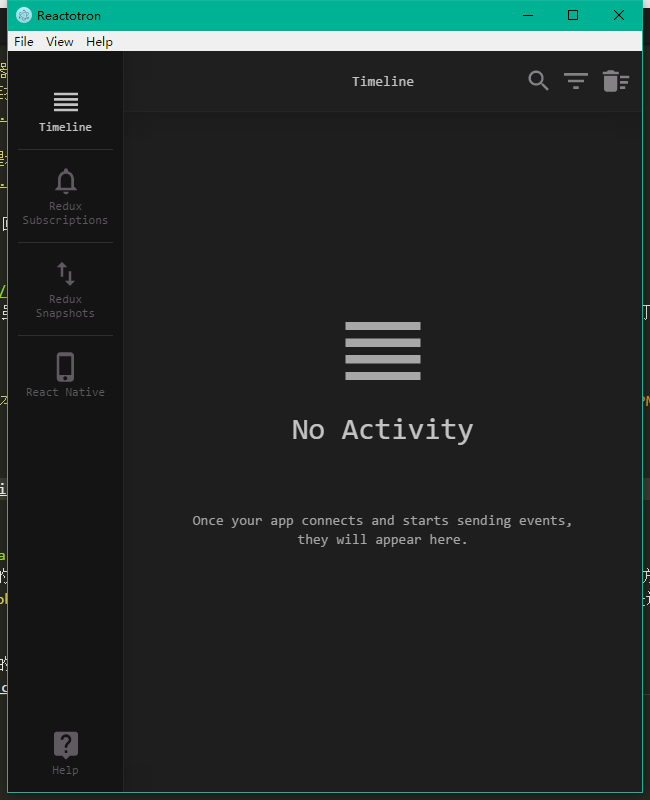 Reactotron
File View Help
Timeline
Timeline
Redux
Subscriptions
Redux
Snapshots
React Native
No Activity
Once your app connects and starts sending events,
they will appear here.
Help